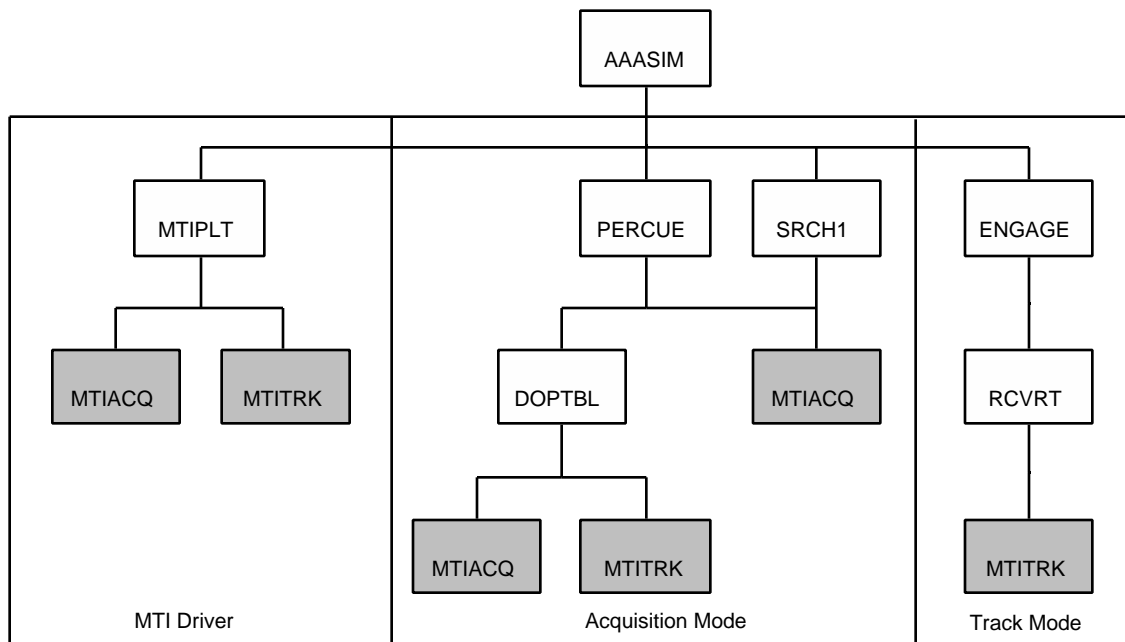 AAASIM
MTIPLT
PERCUE
SRCH1
ENGAGE
MTIACQ
MTITRK
DOPTBL
MTIACQ
RCVRT
MTIACQ
MTITRK
MTITRK
MTI Driver
Acquisition Mode
Track Mode